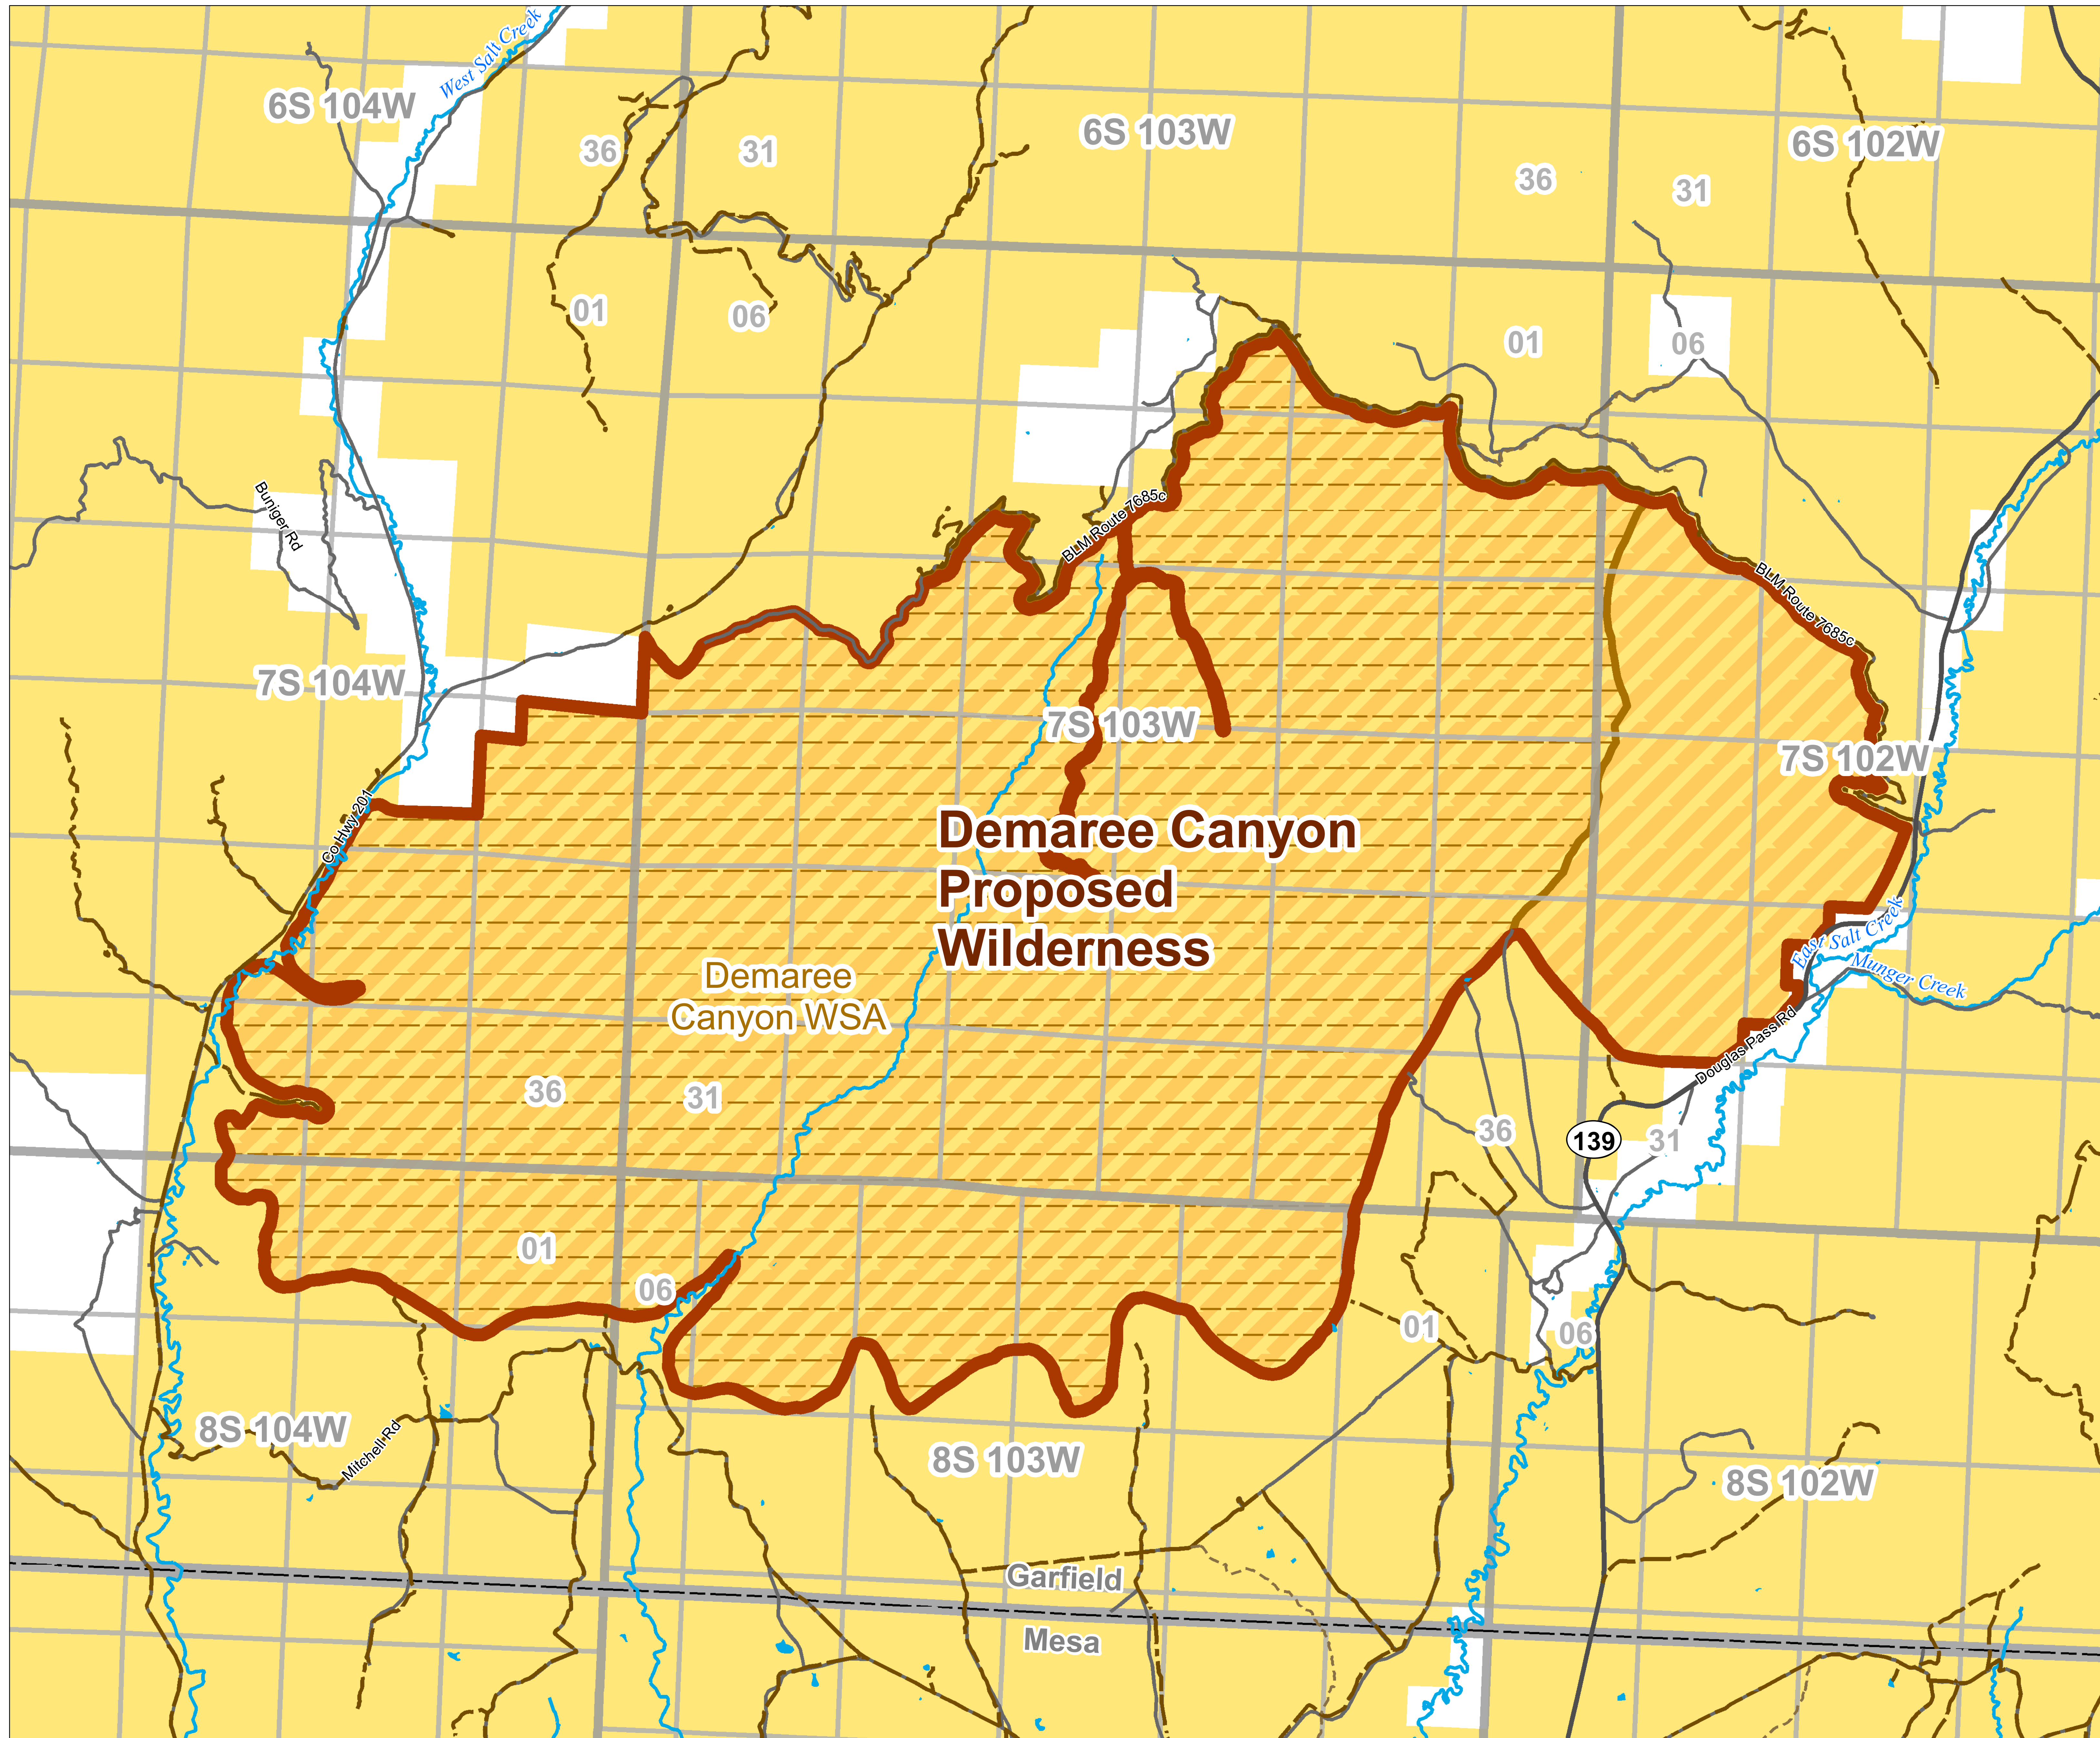 West Salt Creek
6S 104W
6S 103W
6S 102W
36
31
36
31
01
06
01
06
Buniger Rd
BLM Route 7685c
BLM Route 7685c
7S 104W
7S 103W
7S 102W
Co Hwy 201
Demaree Canyon
Proposed
Wilderness
Demaree
Canyon WSA
East Salt Creek
Munger Creek
Douglas Pass Rd
36
31
36
139
31
01
06
01
06
8S 104W
Mitchell Rd
8S 103W
8S 102W
Garfield
Mesa